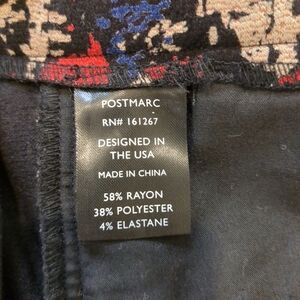 POSTMARC
RN# 161267
DESIGNED IN
THE USA
MADE IN CHINA
58% RAYON
38% POLYESTER
4% ELASTANE